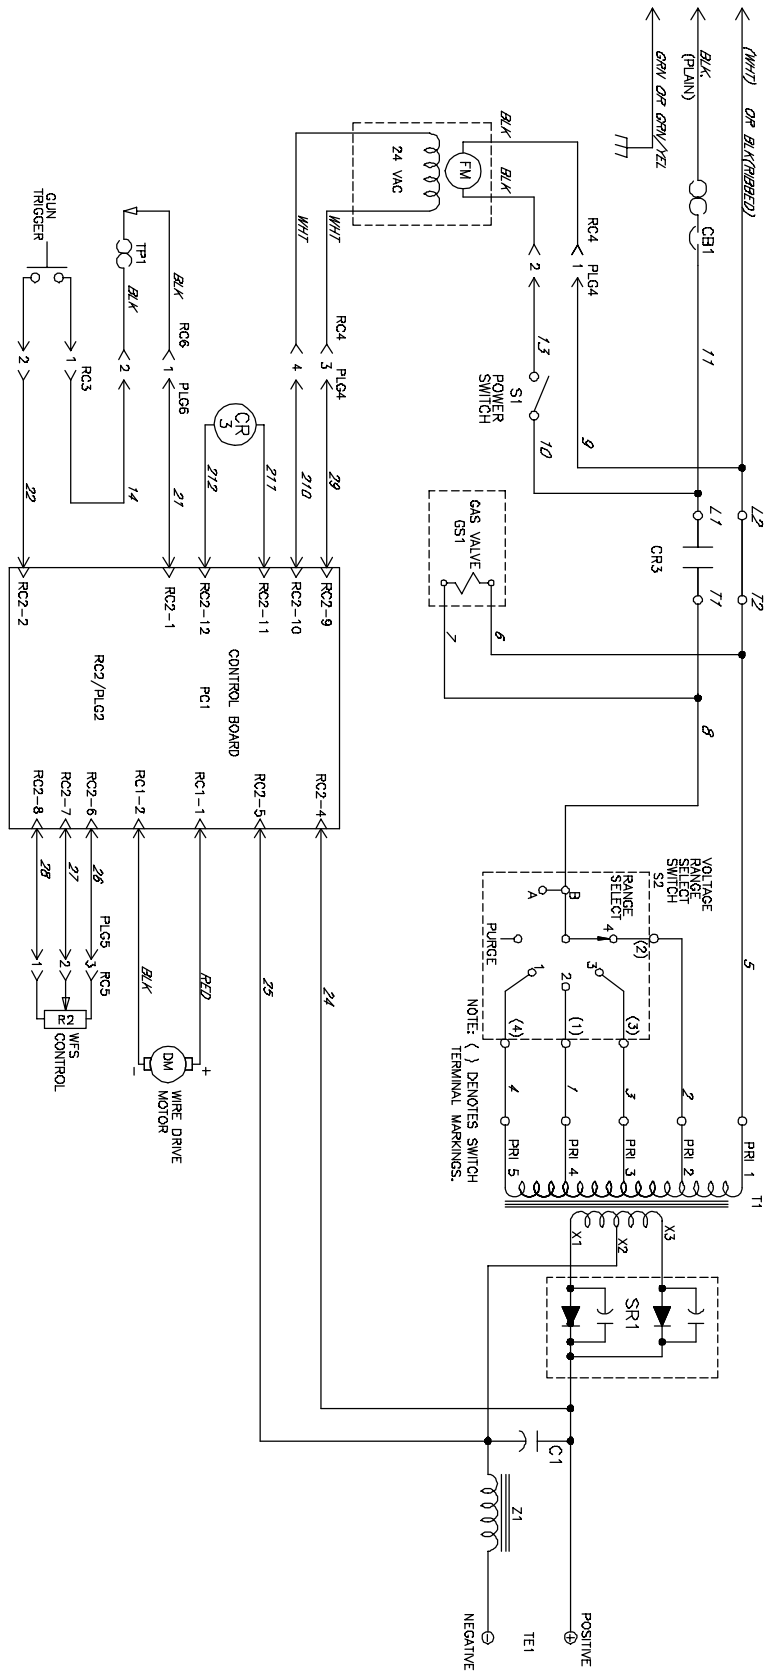 (WHT) OR BLK(RIBBED)
BLK.
(PLAIN)
GRN OR GRN/YEL
CB1
11
BLK
BLK
FM
24 VAC
WHT
WHT
RC4
PLG4
1
2
13
9
S1
POWER
SWITCH
10
RC4
PLG4
3
4
29
210
L2
L1
T2
T1
CR3
GAS VALVE
GS1
6
7
8
5
GUN
TRIGGER
TP1
BLK
BLK
RC6
PLG6
1
2
RC3
1
2
14
21
22
CR
3
211
212
RC2-9
RC2-10
RC2-11
RC2-12
RC2-1
RC2-2
CONTROL BOARD
PC1
RC2/PLG2
RC2-4
RC2-5
RC1-1
RC1-2
RC2-6
RC2-7
RC2-8
24
25
RED
BLK
26
27
28
PLG5
RC5
3
2
1
R2
WFS
CONTROL
+
DM
-
WIRE DRIVE
MOTOR
VOLTAGE
RANGE
SELECT
SWITCH
S2
RANGE
SELECT
A
B
PURGE
4
3
2
1
(2)
(3)
(1)
(4)
2
3
1
4
NOTE: ( ) DENOTES SWITCH
TERMINAL MARKINGS.
PRI 1
PRI 2
PRI 3
PRI 4
PRI 5
T1
X3
X2
X1
SR1
C1
Z1
POSITIVE
+
TE1
-
NEGATIVE